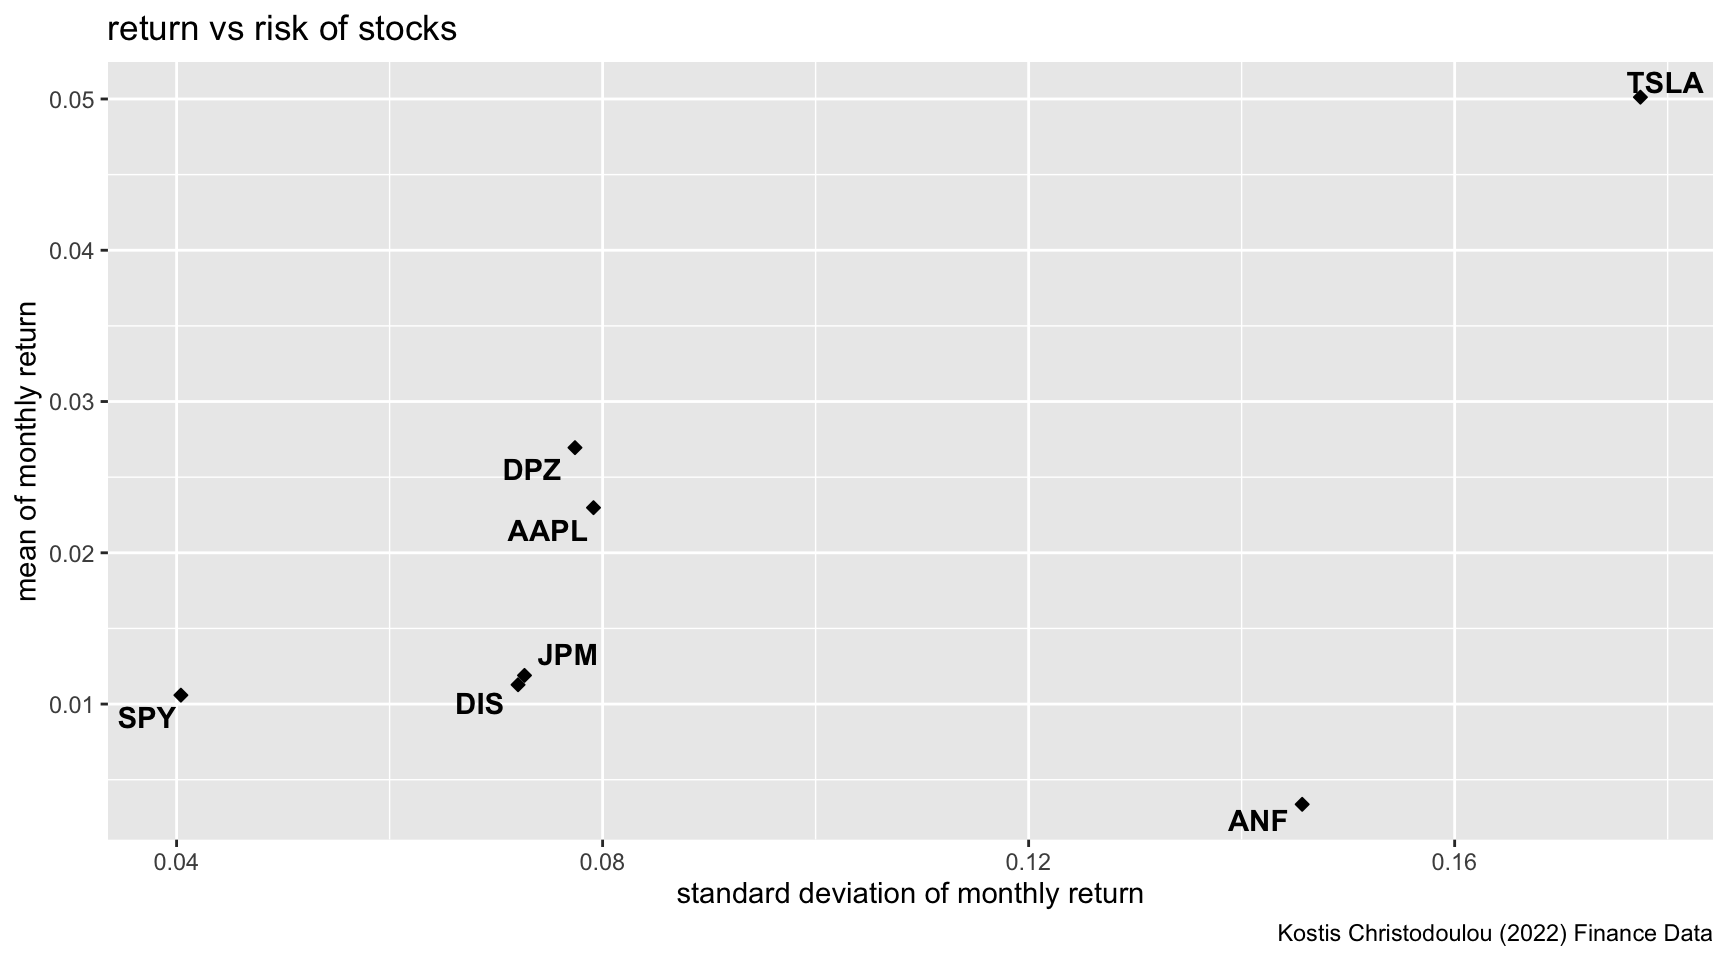 return vs risk of stocks
TSLA
0.05
0.04
0.03
DPZ
AAPL
0.02
JPM
DIS
0.01
SPY
ANF
mean of monthly return
0.04 0.08 0.12 0.16
standard deviation of monthly return
Kostis Christodoulou (2022) Finance Data